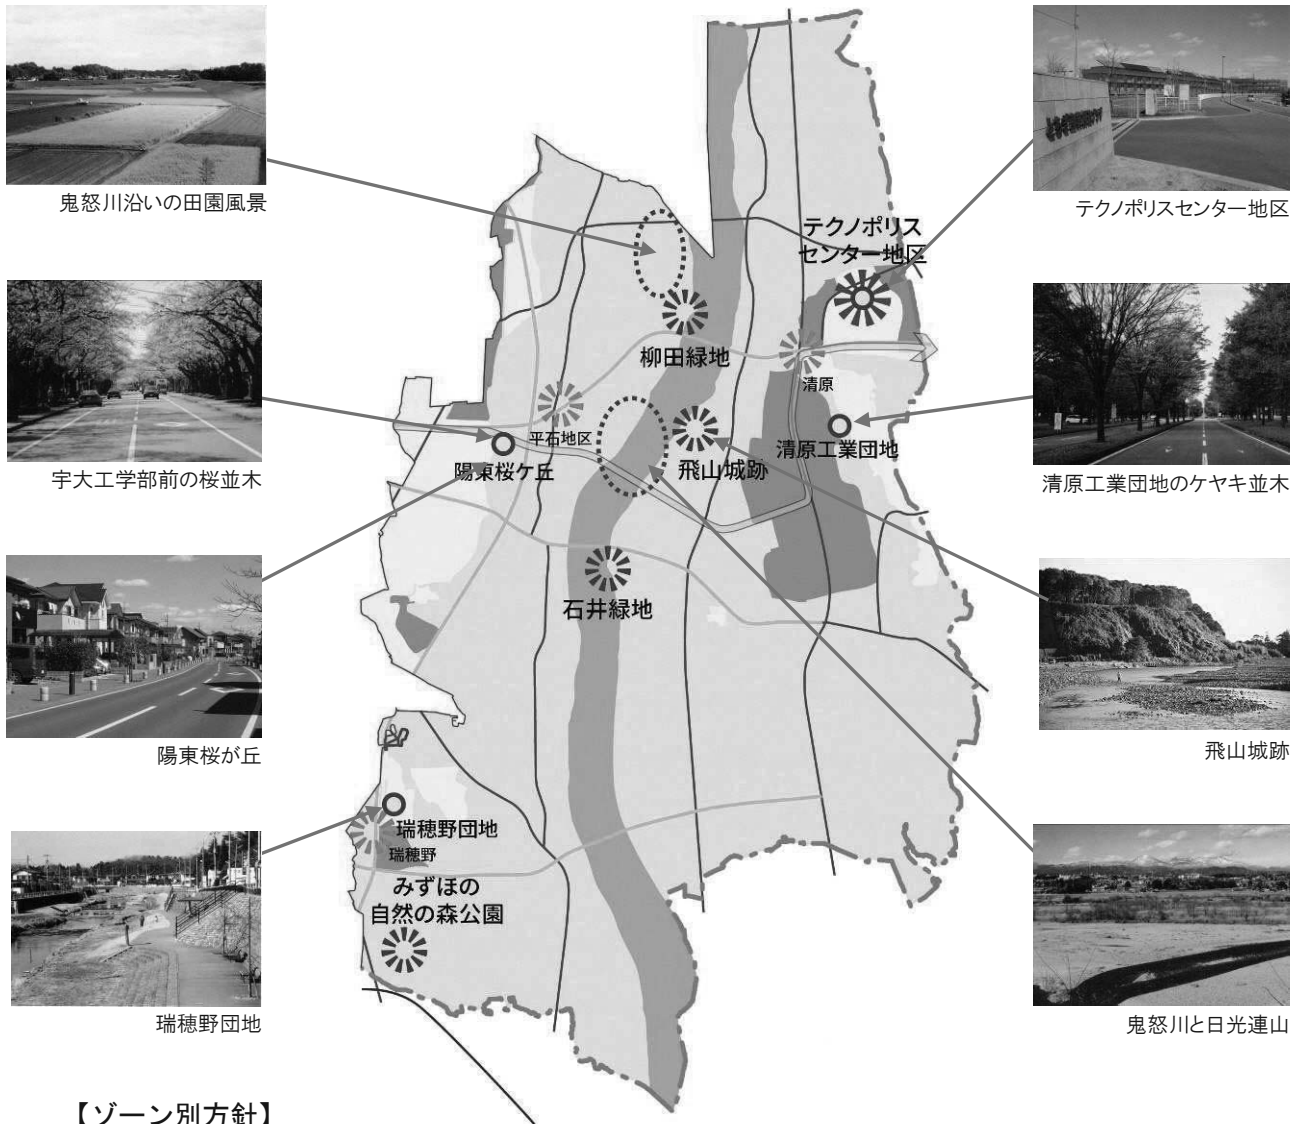 鬼怒川沿いの田園風景
テクノポリスセンター地区
テクノポリス
センター地区
柳田緑地
清原
平石地区
陽東桜ケ丘
飛山城跡
清原工業団地
宇大工学部前の桜並木
清原工業団地のケヤキ並木
石井緑地
陽東桜が丘
飛山城跡
瑞穂野団地
瑞穂野
みずほの
自然の森公園
瑞穂野団地
鬼怒川と日光連山
【ゾーン別方針】